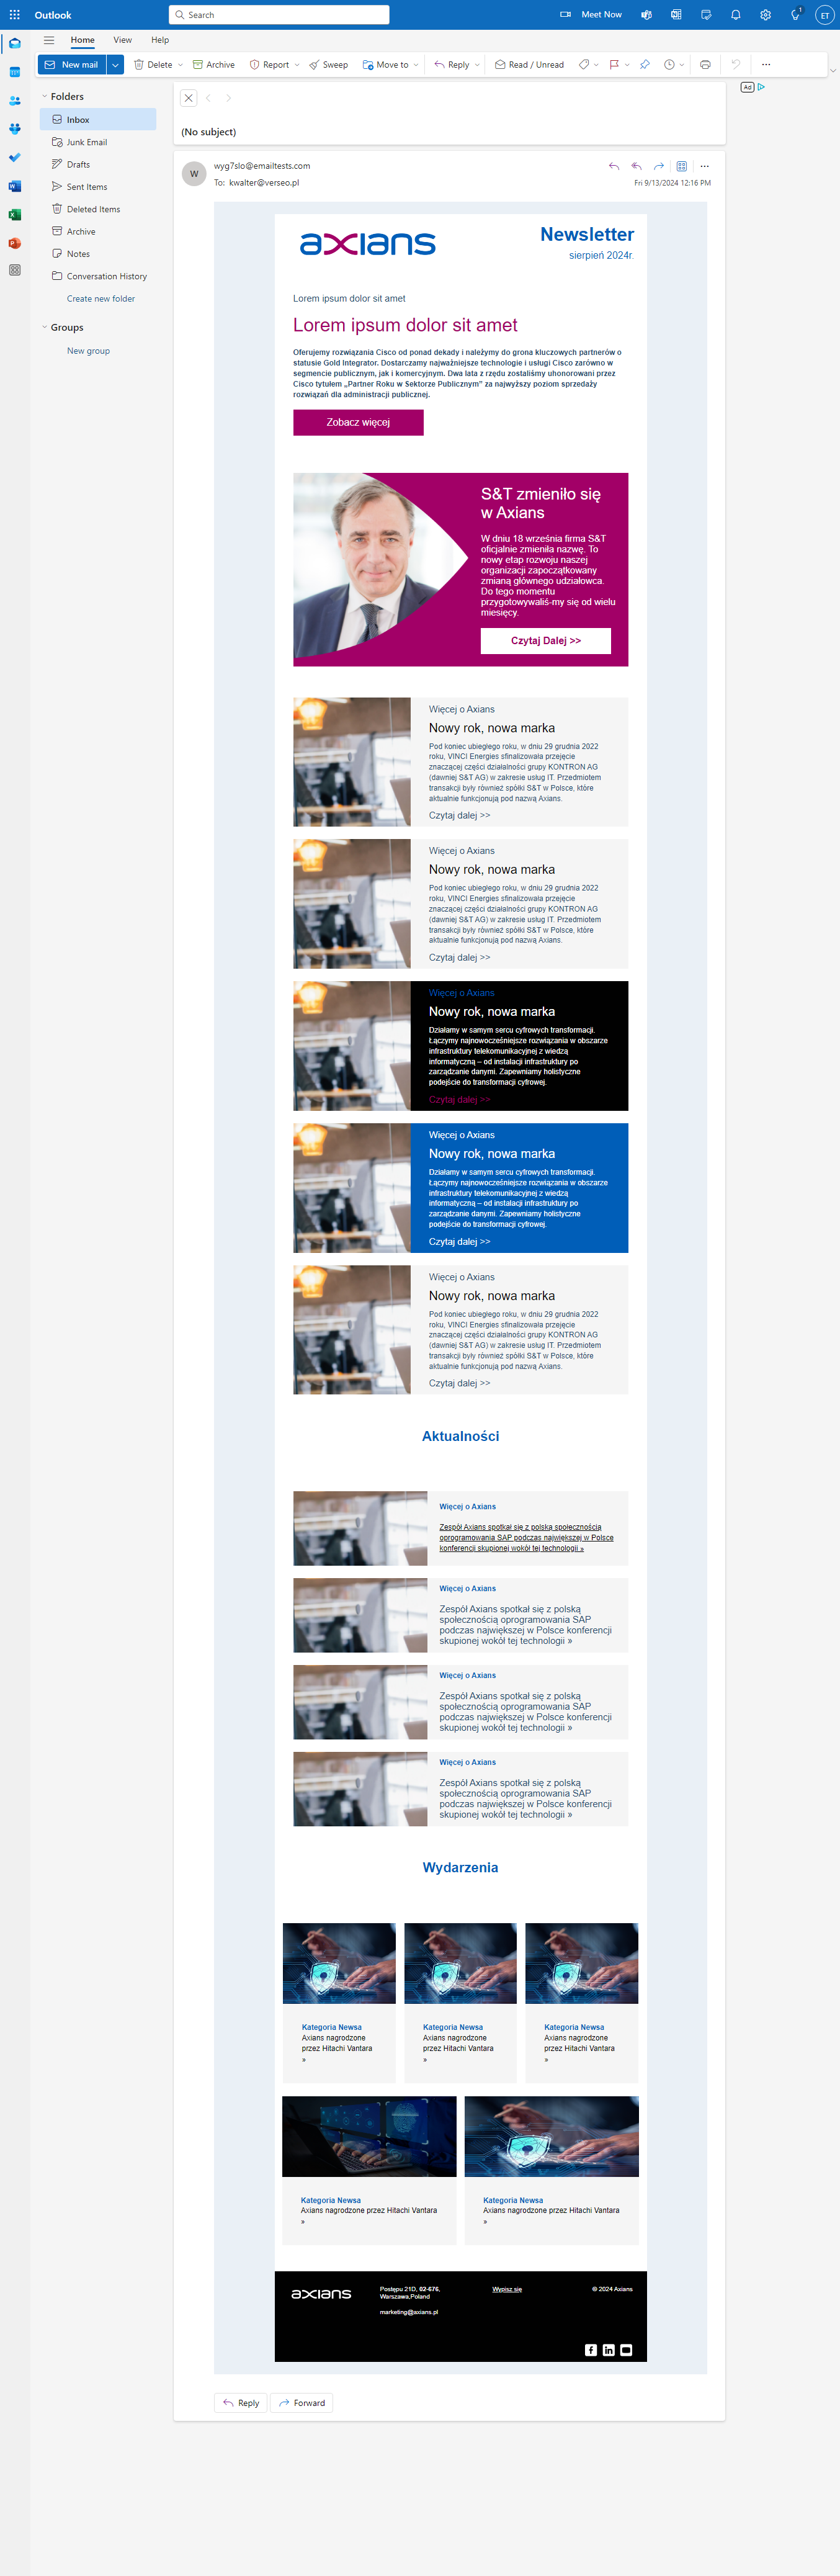 Outlook
Search
Meet Now
1
ET
Home
View
Help
New mail
Delete
Archive
Report
Sweep
Move to
Reply
Read / Unread
Folders
Inbox
Junk Email
Drafts
Sent Items
Deleted Items
Archive
Notes
Conversation History
Create new folder
Groups
New group
Ad
(No subject)
W
wyg7slo@emailtests.com
To: kwalter@verseo.pl
Fri 9/13/2024 12:16 PM
axians
Newsletter
sierpień 2024r.
Lorem ipsum dolor sit amet
Lorem ipsum dolor sit amet
Oferujemy rozwiązania Cisco od ponad dekady i należymy do grona kluczowych partnerów o
statusie Gold Integrator. Dostarczamy najważniejsze technologie i usługi Cisco zarówno w
segmencie publicznym, jak i komercyjnym. Dwa lata z rzędu zostaliśmy uhonorowani przez
Cisco tytułem „Partner Roku w Sektorze Publicznym” za najwyższy poziom sprzedaży
rozwiązań dla administracji publicznej.
Zobacz więcej
S&T zmieniło się
w Axians
W dniu 18 września firma S&T
oficjalnie zmieniła nazwę. To
nowy etap rozwoju naszej
organizacji zapoczątkowany
zmianą głównego udziałowca.
Do tego momentu
przygotowywaliś-my się od wielu
miesięcy.
Czytaj Dalej >>
Więcej o Axians
Nowy rok, nowa marka
Pod koniec ubiegłego roku, w dniu 29 grudnia 2022
roku, VINCI Energies sfinalizowała przejęcie
znaczącej części działalności grupy KONTRON AG
(dawniej S&T AG) w zakresie usług IT. Przedmiotem
transakcji były również spółki S&T w Polsce, które
aktualnie funkcjonują pod nazwą Axians.
Czytaj dalej >>
Więcej o Axians
Nowy rok, nowa marka
Pod koniec ubiegłego roku, w dniu 29 grudnia 2022
roku, VINCI Energies sfinalizowała przejęcie
znaczącej części działalności grupy KONTRON AG
(dawniej S&T AG) w zakresie usług IT. Przedmiotem
transakcji były również spółki S&T w Polsce, które
aktualnie funkcjonują pod nazwą Axians.
Czytaj dalej >>
Więcej o Axians
Nowy rok, nowa marka
Działamy w samym sercu cyfrowych transformacji.
Łączymy najnowocześniejsze rozwiązania w obszarze
infrastruktury telekomunikacyjnej z wiedzą
informatyczną – od instalacji infrastruktury po
zarządzanie danymi. Zapewniamy holistyczne
podejście do transformacji cyfrowej.
Czytaj dalej >>
Więcej o Axians
Nowy rok, nowa marka
Działamy w samym sercu cyfrowych transformacji.
Łączymy najnowocześniejsze rozwiązania w obszarze
infrastruktury telekomunikacyjnej z wiedzą
informatyczną – od instalacji infrastruktury po
zarządzanie danymi. Zapewniamy holistyczne
podejście do transformacji cyfrowej.
Czytaj dalej >>
Więcej o Axians
Nowy rok, nowa marka
Pod koniec ubiegłego roku, w dniu 29 grudnia 2022
roku, VINCI Energies sfinalizowała przejęcie
znaczącej części działalności grupy KONTRON AG
(dawniej S&T AG) w zakresie usług IT. Przedmiotem
transakcji były również spółki S&T w Polsce, które
aktualnie funkcjonują pod nazwą Axians.
Czytaj dalej >>
Aktualności
Więcej o Axians
Zespół Axians spotkał się z polską społecznością
oprogramowania SAP podczas największej w Polsce
konferencji skupionej wokół tej technologii »
Więcej o Axians
Zespół Axians spotkał się z polską
społecznością oprogramowania SAP
podczas największej w Polsce konferencji
skupionej wokół tej technologii »
Więcej o Axians
Zespół Axians spotkał się z polską
społecznością oprogramowania SAP
podczas największej w Polsce konferencji
skupionej wokół tej technologii »
Więcej o Axians
Zespół Axians spotkał się z polską
społecznością oprogramowania SAP
podczas największej w Polsce konferencji
skupionej wokół tej technologii »
Wydarzenia
Kategoria Newsa
Axians nagrodzone
przez Hitachi Vantara
»
Kategoria Newsa
Axians nagrodzone
przez Hitachi Vantara
»
Kategoria Newsa
Axians nagrodzone
przez Hitachi Vantara
»
Kategoria Newsa
Axians nagrodzone przez Hitachi Vantara
»
Kategoria Newsa
Axians nagrodzone przez Hitachi Vantara
»
axians
Postępu 21D, 02-676,
Warszawa,Poland
marketing@axians.pl
Wypisz się
© 2024 Axians
Reply
Forward